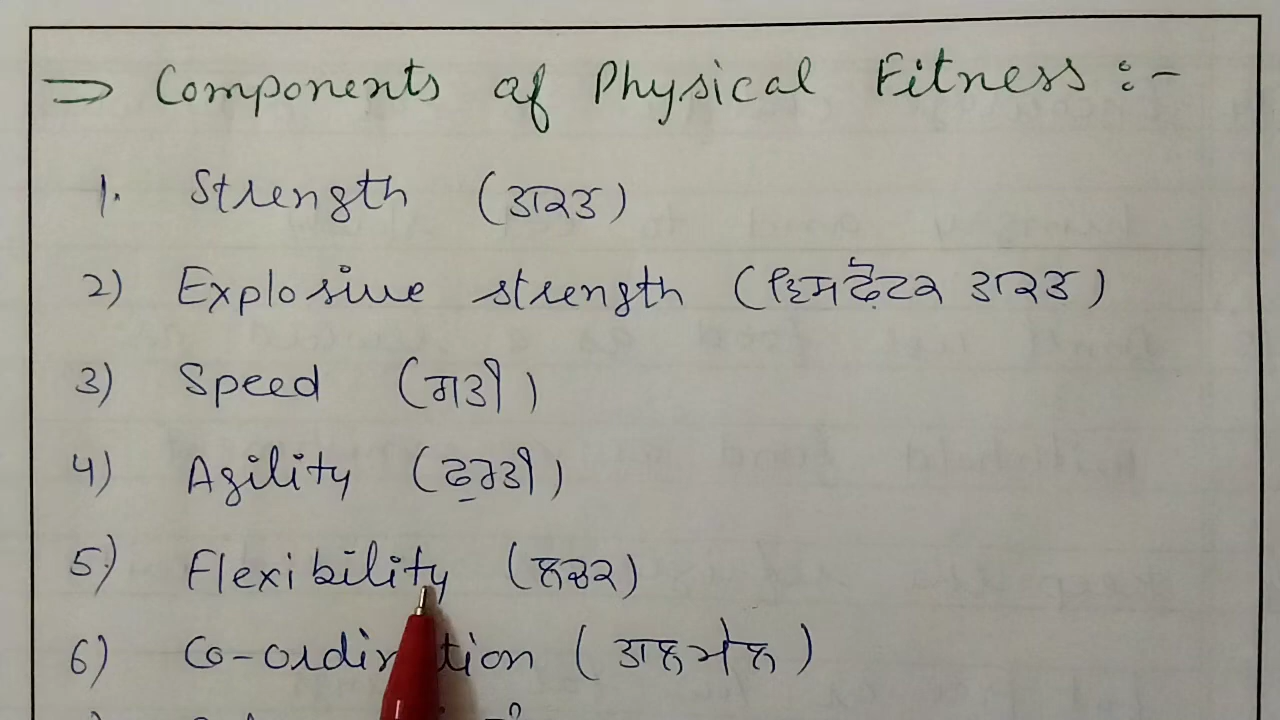 ⇒ Components of Physical Fitness :-
1. Strength (ਤਾਕਤ)
2) Explosive strength (ਵਿਸਫੋਟਕ ਤਾਕਤ)
3) Speed (ਗਤੀ)
4) Agility (ਫੁਰਤੀ)
5) Flexibility (ਲਚਕ)
6) Co-ordination (ਤਾਲਮੇਲ)